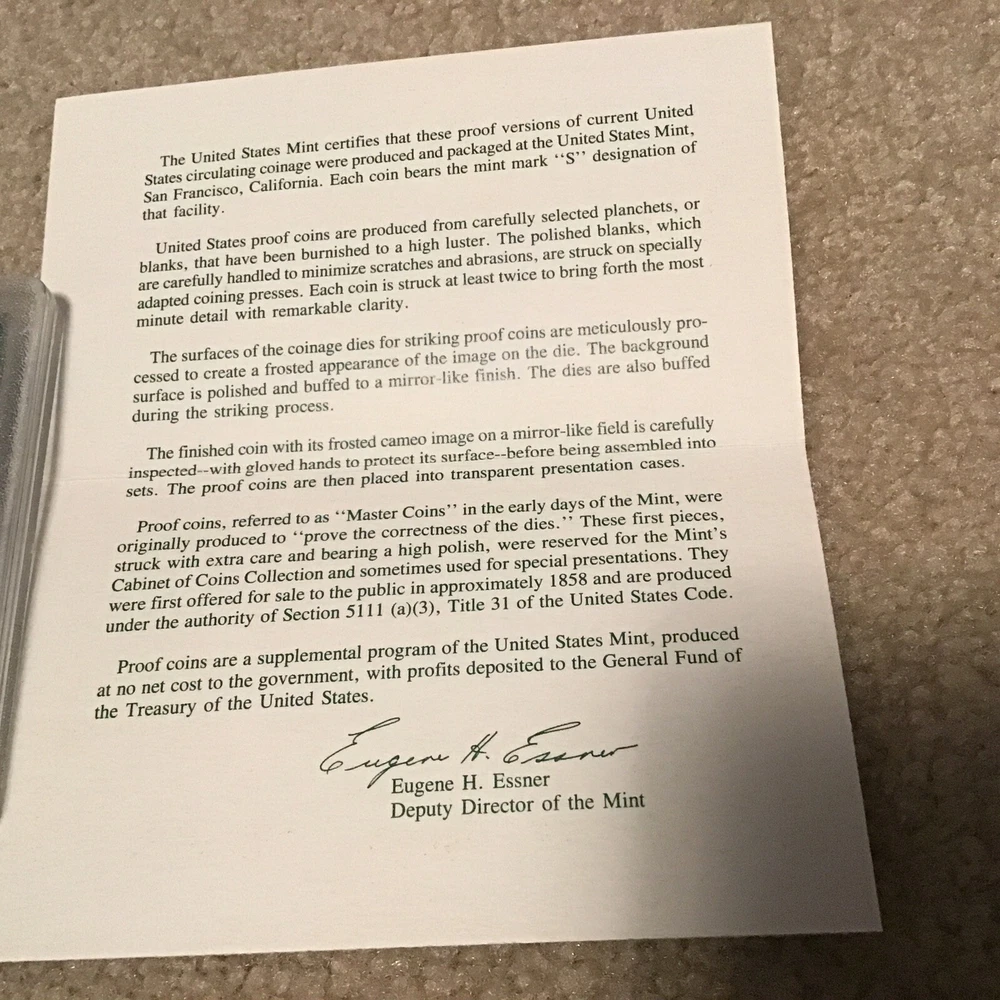 The United States Mint certifies that these proof versions of current United
States circulating coinage were produced and packaged at the United States Mint,
San Francisco, California. Each coin bears the mint mark ‘‘S’’ designation of
that facility.
United States proof coins are produced from carefully selected planchets, or
blanks, that have been burnished to a high luster. The polished blanks, which
are carefully handled to minimize scratches and abrasions, are struck on specially
adapted coining presses. Each coin is struck at least twice to bring forth the most
minute detail with remarkable clarity.
The surfaces of the coinage dies for striking proof coins are meticulously pro-
cessed to create a frosted appearance of the image on the die. The background
surface is polished and buffed to a mirror-like finish. The dies are also buffed
during the striking process.
The finished coin with its frosted cameo image on a mirror-like field is carefully
inspected--with gloved hands to protect its surface--before being assembled into
sets. The proof coins are then placed into transparent presentation cases.
Proof coins, referred to as ‘‘Master Coins’’ in the early days of the Mint, were
originally produced to ‘‘prove the correctness of the dies.’’ These first pieces,
struck with extra care and bearing a high polish, were reserved for the Mint's
Cabinet of Coins Collection and sometimes used for special presentations. They
were first offered for sale to the public in approximately 1858 and are produced
under the authority of Section 5111 (a)(3), Title 31 of the United States Code.
Proof coins are a supplemental program of the United States Mint, produced
at no net cost to the government, with profits deposited to the General Fund of
the Treasury of the United States.
Eugene H. Essner
Eugene H. Essner
Deputy Director of the Mint